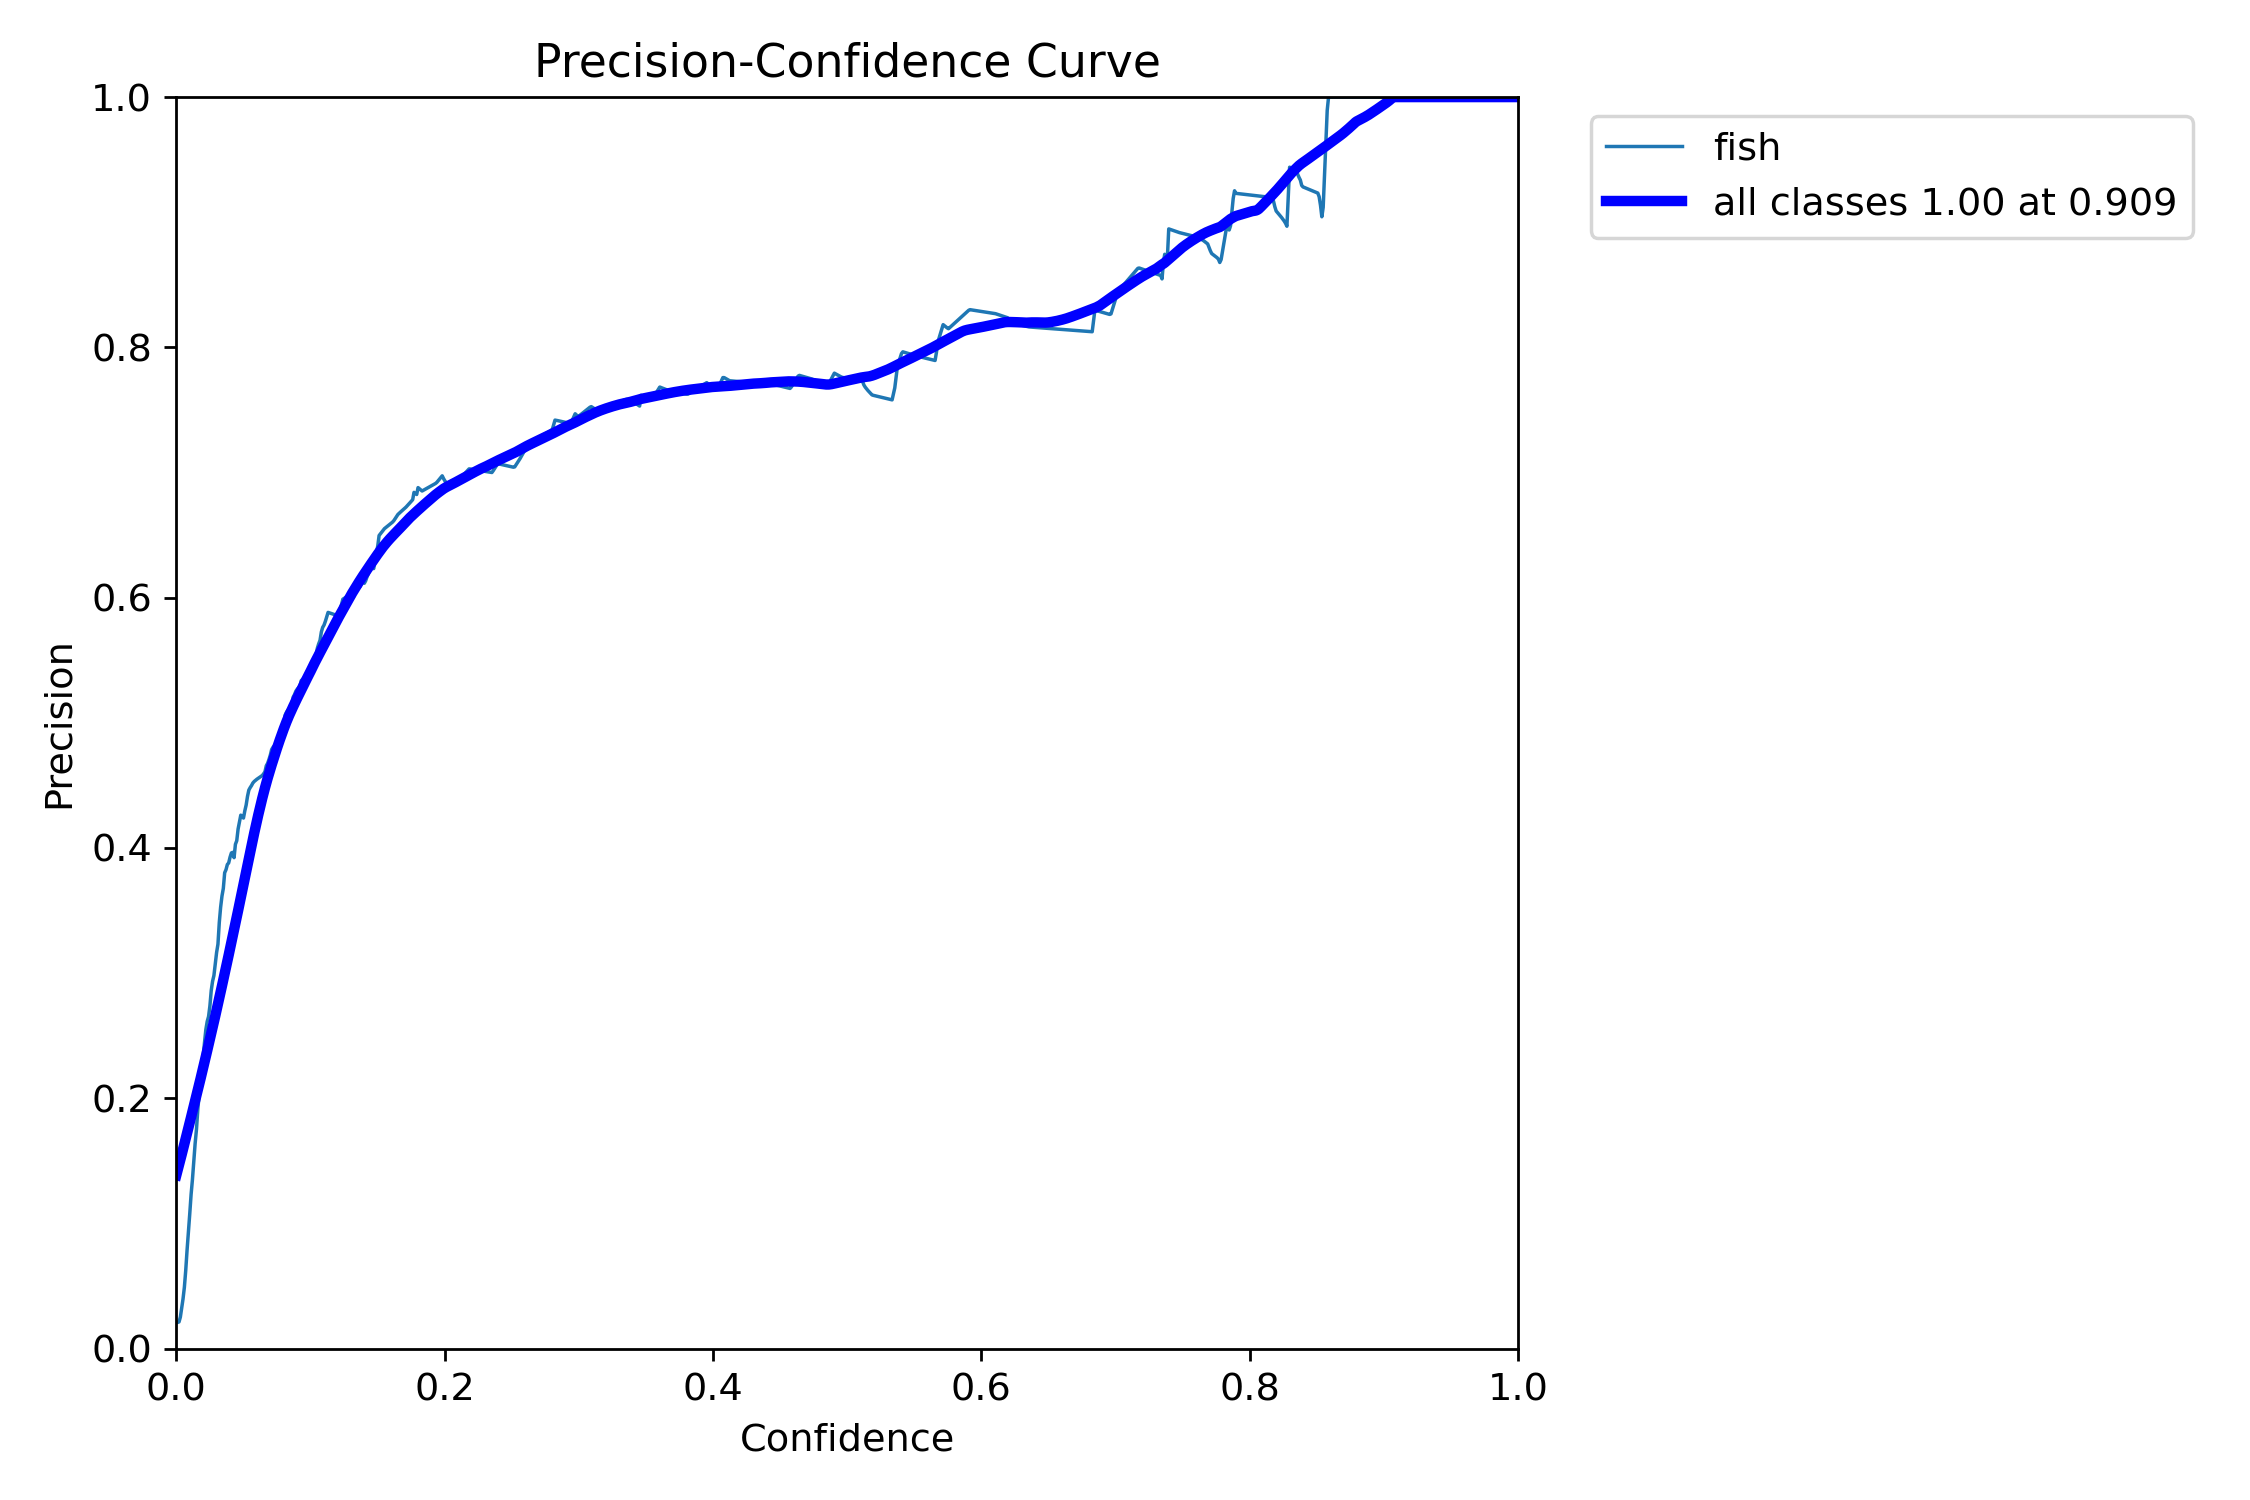 Precision-Confidence Curve
1.0
0.8
0.6
0.4
0.2
0.0
Precision
0.0 0.2 0.4 0.6 0.8 1.0
Confidence
fish
all classes 1.00 at 0.909